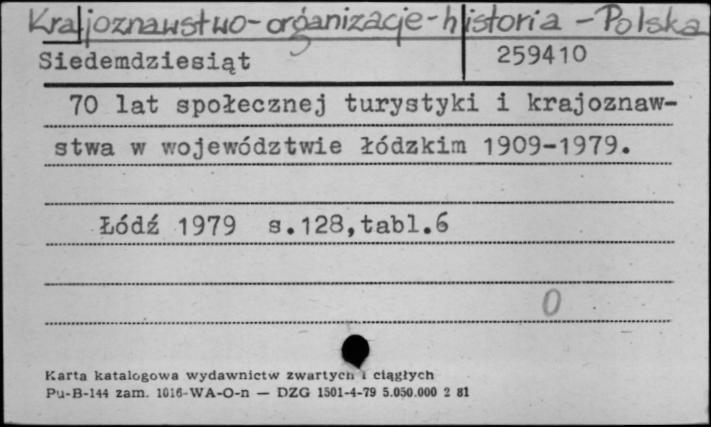 Krajoznawstwo-organizacje-historia - Polska
Siedemdziesiąt 259410
70 lat społecznej turystyki i krajoznaw-
stwa w województwie łódzkim 1909-1979.
Łódź 1979 s.128,tabl.6
0
Karta katalogowa wydawnictw zwartych i ciągłych
Pu-B-144 zam. 1016-WA-O-n — DZG 1501-4-79 5.050.000 2 81